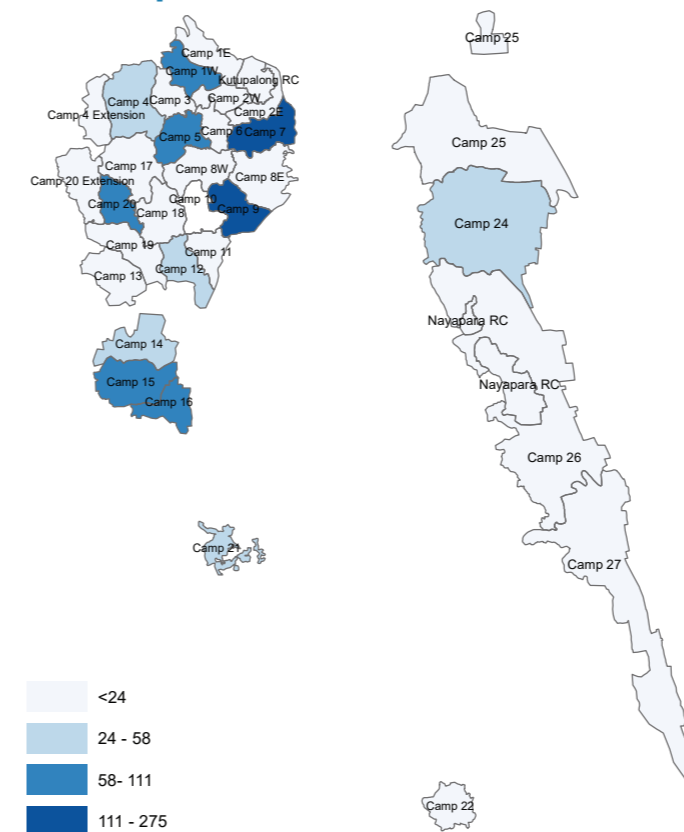 Camp 25
Camp 1E
Camp 1W
Kutupalong RC
Camp 4
Camp 3
Camp 2W
Camp 4 Extension
Camp 2E
Camp 5
Camp 6
Camp 7
Camp 25
Camp 17
Camp 8W
Camp 8E
Camp 20 Extension
Camp 20
Camp 10
Camp 18
Camp 9
Camp 24
Camp 19
Camp 11
Camp 12
Camp 13
Nayapara RC
Camp 14
Camp 15
Nayapara RC
Camp 16
Camp 26
Camp 21
Camp 27
<24
24 - 58
58- 111
111 - 275
Camp 22